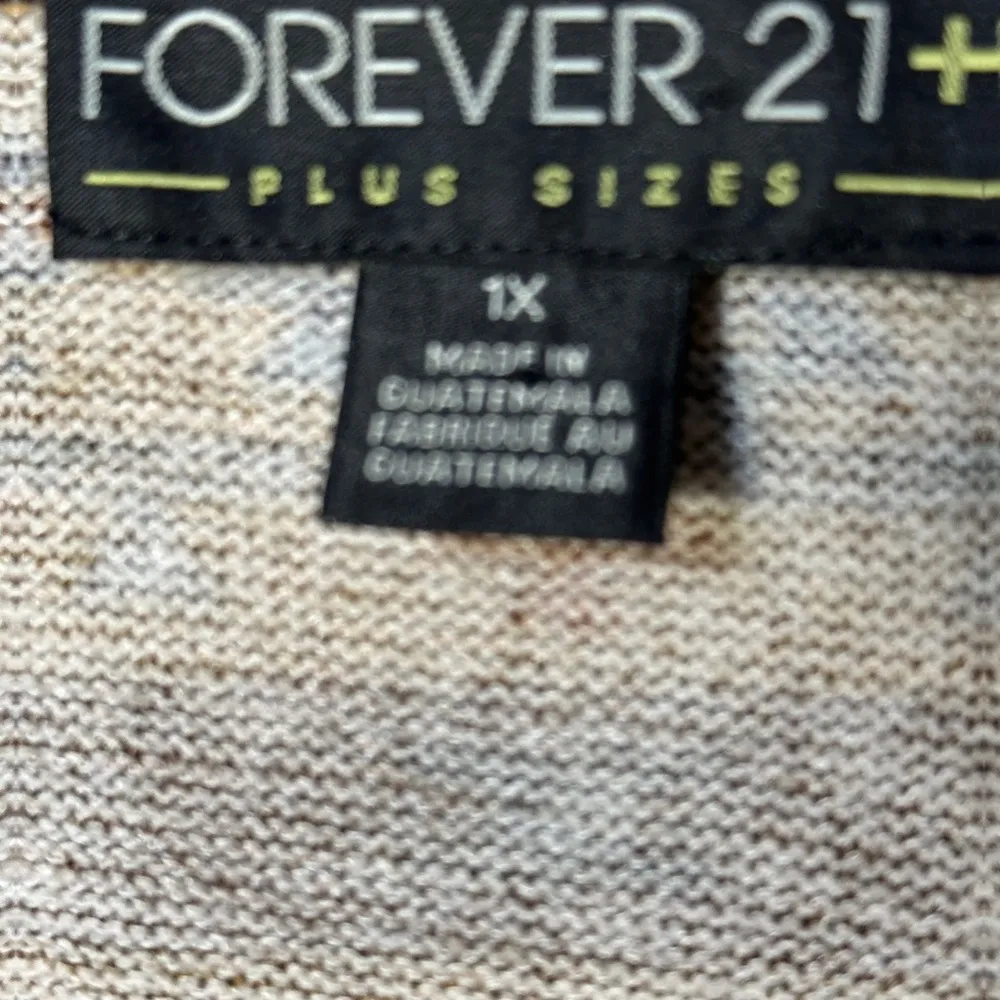 FOREVER 21+
PLUS SIZES
1X
MADE IN
GUATEMALA
FABRIQUE AU
GUATEMALA